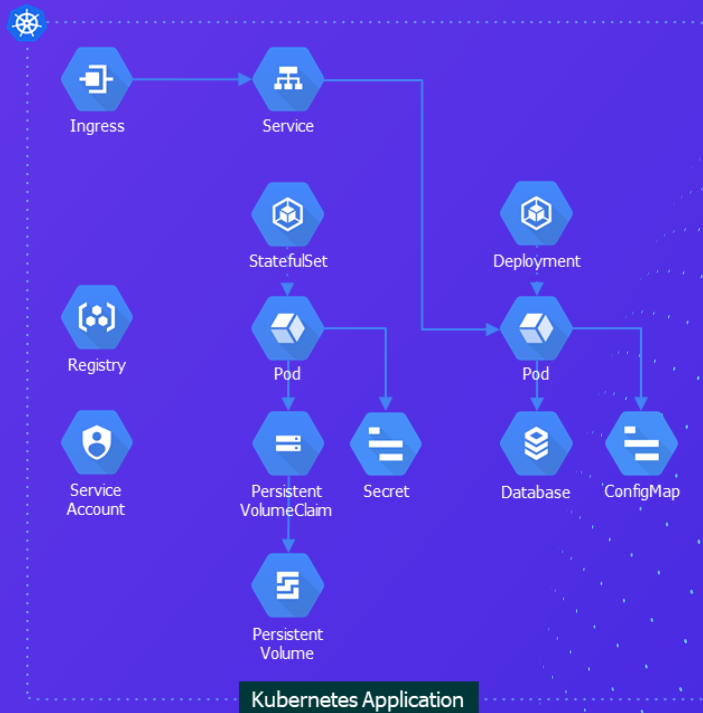 Ingress
Service
StatefulSet
Deployment
Registry
Pod
Pod
Service
Account
Persistent
VolumeClaim
Secret
Database
ConfigMap
Persistent
Volume
Kubernetes Application